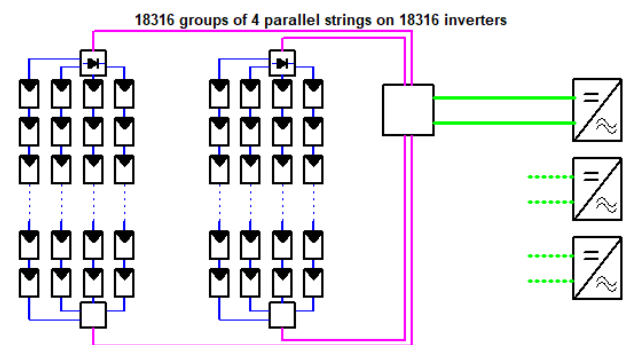 18316 groups of 4 parallel strings on 18316 inverters